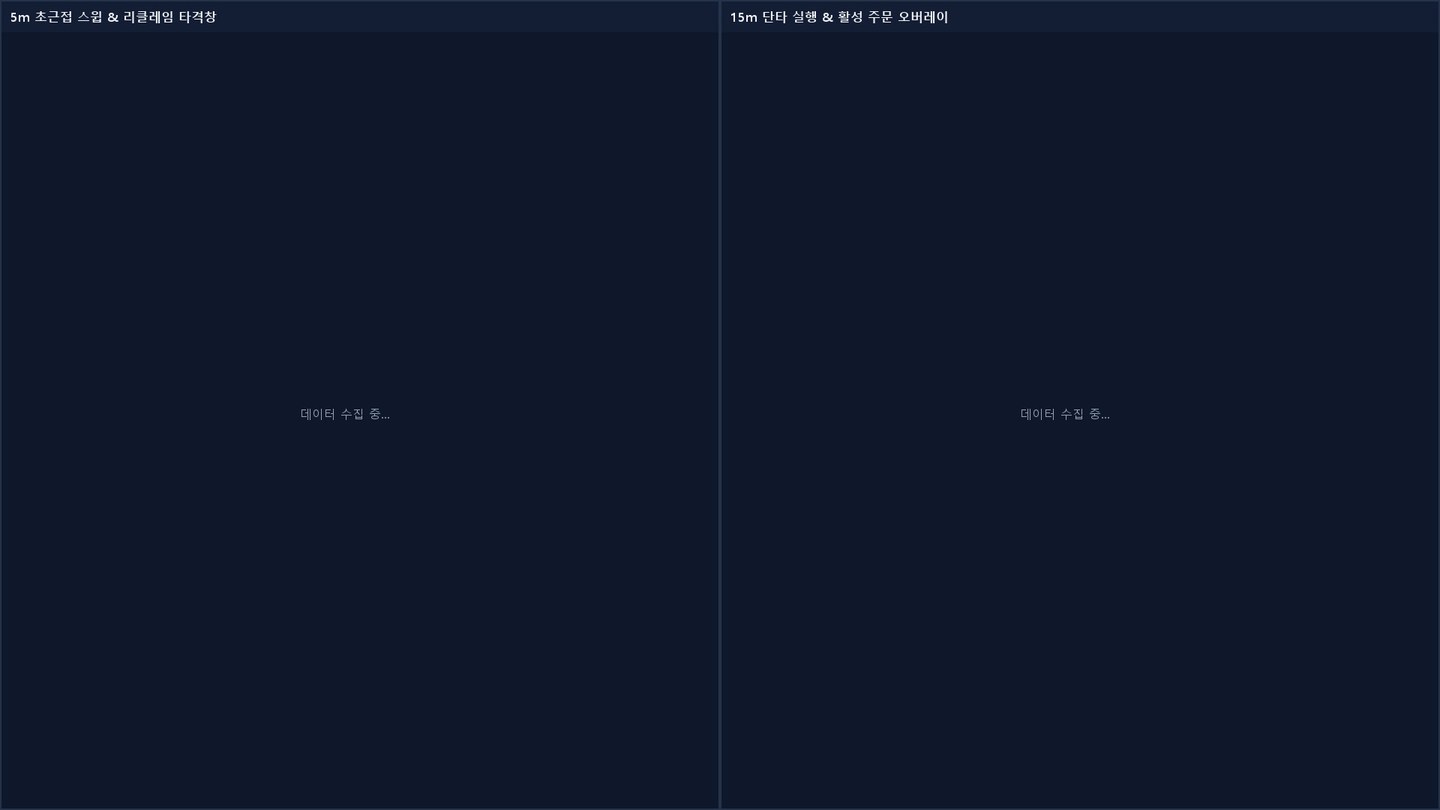 5m 초근접 스윕 & 리클레임 타격창
15m 단타 실행 & 활성 주문 오버레이
데이터 수집 중...
데이터 수집 중...